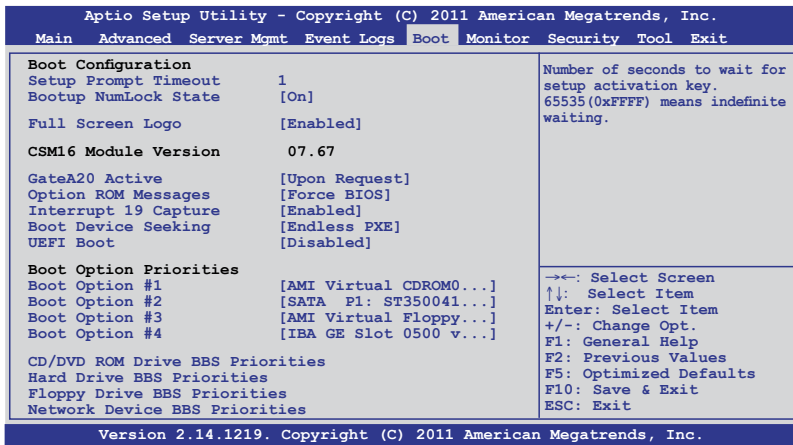 Aptio Setup Utility - Copyright (C) 2011 American Megatrends, Inc.
Main Advanced Server Mgmt Event Logs Boot Monitor Security Tool Exit
Boot Configuration
Setup Prompt Timeout 1
Bootup NumLock State [On]
Full Screen Logo [Enabled]
CSM16 Module Version 07.67
GateA20 Active [Upon Request]
Option ROM Messages [Force BIOS]
Interrupt 19 Capture [Enabled]
Boot Device Seeking [Endless PXE]
UEFI Boot [Disabled]
Boot Option Priorities
Boot Option #1 [AMI Virtual CDROM0...]
Boot Option #2 [SATA P1: ST350041...]
Boot Option #3 [AMI Virtual Floppy...]
Boot Option #4 [IBA GE Slot 0500 v...]
CD/DVD ROM Drive BBS Priorities
Hard Drive BBS Priorities
Floppy Drive BBS Priorities
Network Device BBS Priorities
Number of seconds to wait for
setup activation key.
65535(0xFFFF) means indefinite
waiting.
→←: Select Screen
↑↓: Select Item
Enter: Select Item
+/-: Change Opt.
F1: General Help
F2: Previous Values
F5: Optimized Defaults
F10: Save & Exit
ESC: Exit
Version 2.14.1219. Copyright (C) 2011 American Megatrends, Inc.